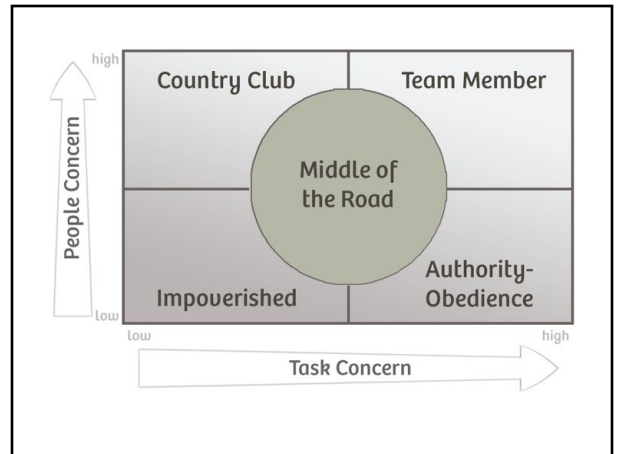 high
Country Club
Team Member
People Concern
Middle of
the Road
Authority-
Obedience
Impoverished
low
low
high
Task Concern